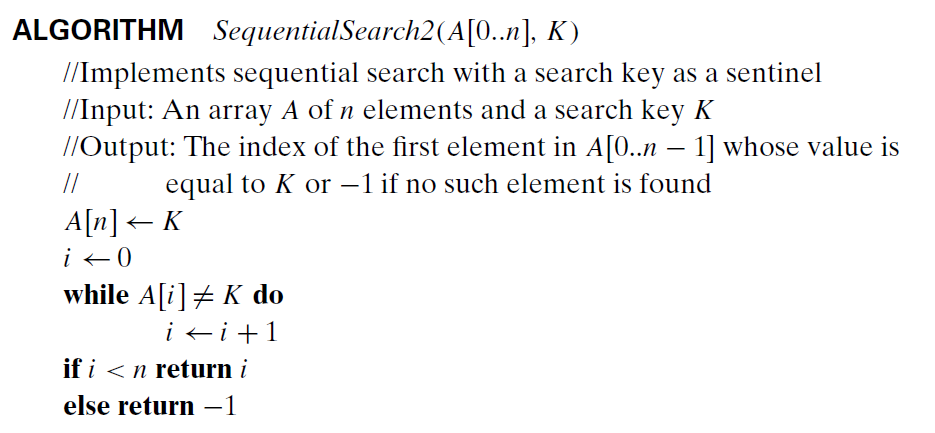 ALGORITHM SequentialSearch2(A[0..n], K)
//Implements sequential search with a search key as a sentinel
//Input: An array A of n elements and a search key K
//Output: The index of the first element in A[0..n − 1] whose value is
// equal to K or −1 if no such element is found
A[n] ← K
i ← 0
while A[i] ≠ K do
i ← i + 1
if i < n return i
else return −1